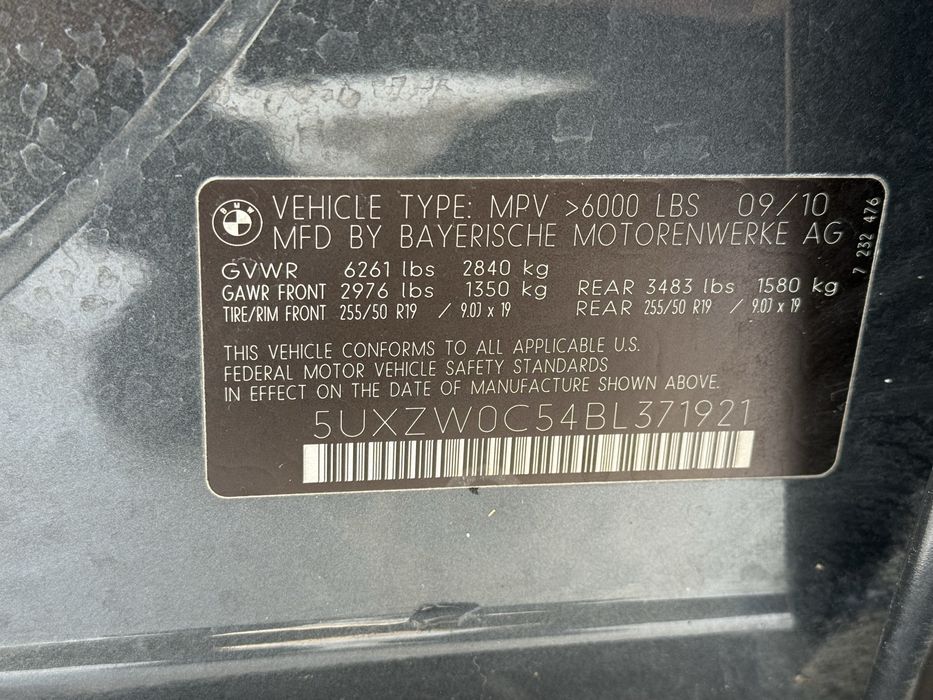 BMW
VEHICLE TYPE: MPV >6000 LBS 09/10
MFD BY BAYERISCHE MOTORENWERKE AG
GVWR 6261 lbs 2840 kg
GAWR FRONT 2976 lbs 1350 kg REAR 3483 lbs 1580 kg
TIRE/RIM FRONT 255/50 R19 / 9.0J x 19 REAR 255/50 R19 / 9.0J x 19
THIS VEHICLE CONFORMS TO ALL APPLICABLE U.S.
FEDERAL MOTOR VEHICLE SAFETY STANDARDS
IN EFFECT ON THE DATE OF MANUFACTURE SHOWN ABOVE.
5UXZW0C54BL371921
7 232 476